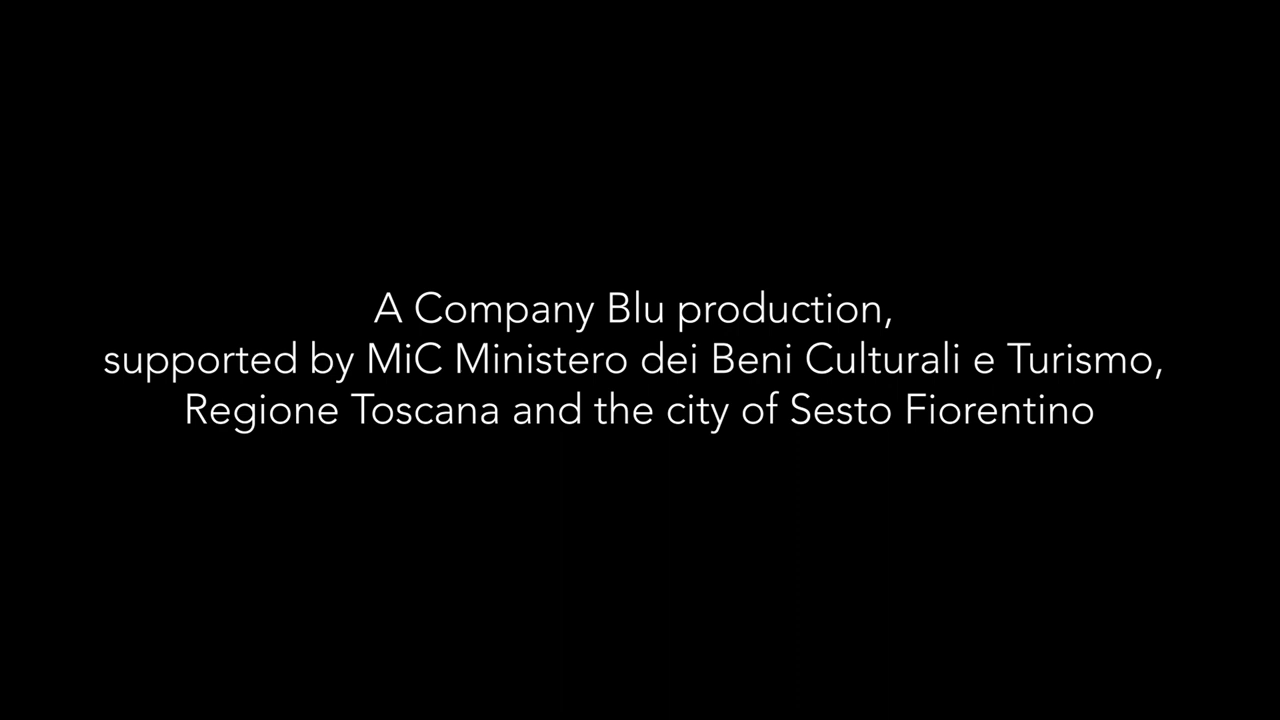 A Company Blu production,
supported by MiC Ministero dei Beni Culturali e Turismo,
Regione Toscana and the city of Sesto Fiorentino